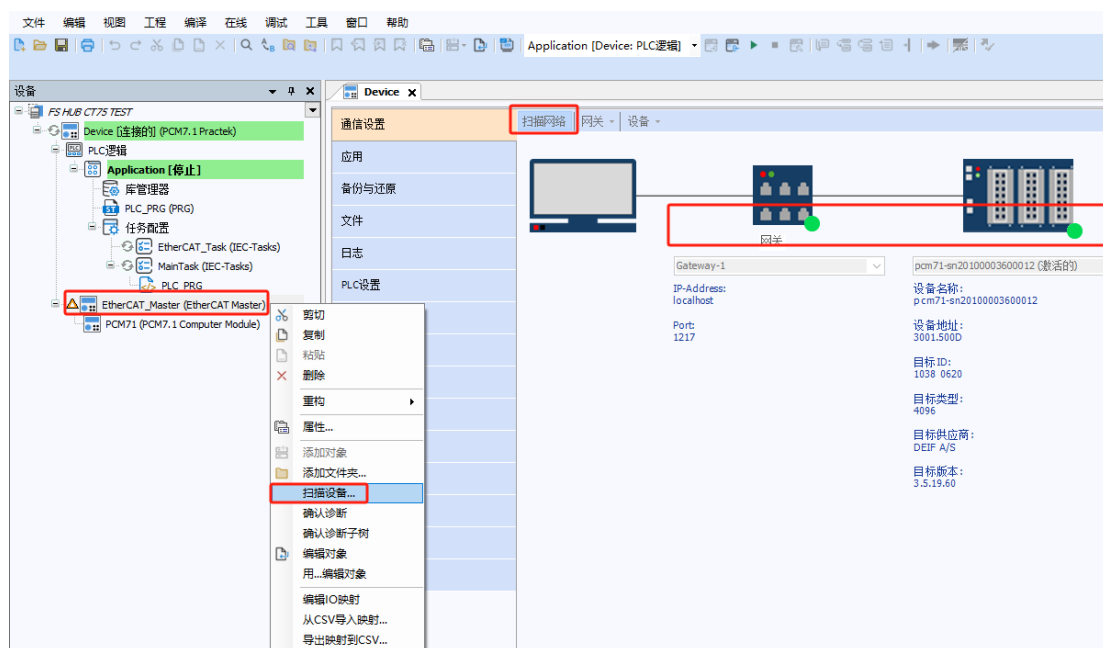 文件 编辑 视图 工程 编译 在线 调试 工具 窗口 帮助
Application [Device: PLC逻辑]
设备
FS HUB CT75 TEST
Device [连接的] (PCM7.1 Practek)
PLC逻辑
Application [停止]
库管理器
PLC_PRG (PRG)
任务配置
EtherCAT_Task (IEC-Tasks)
MainTask (IEC-Tasks)
PLC_PRG
EtherCAT_Master (EtherCAT Master)
PCM71 (PCM7.1 Computer Module)
剪切
复制
粘贴
删除
重构
属性...
添加对象
添加文件夹...
扫描设备...
确认诊断
确认诊断子树
编辑对象
用...编辑对象
编辑IO映射
从CSV导入映射...
导出映射到CSV...
Device
通信设置
应用
备份与还原
文件
日志
PLC设置
扫描网络 网关 设备
网关
Gateway-1
IP-Address:
localhost
Port:
1217
pcm71-sn20100003600012 (激活的)
设备名称:
pcm71-sn20100003600012
设备地址:
3001.500D
目标ID:
1038 0620
目标类型:
4096
目标供应商:
DEIF A/S
目标版本:
3.5.19.60